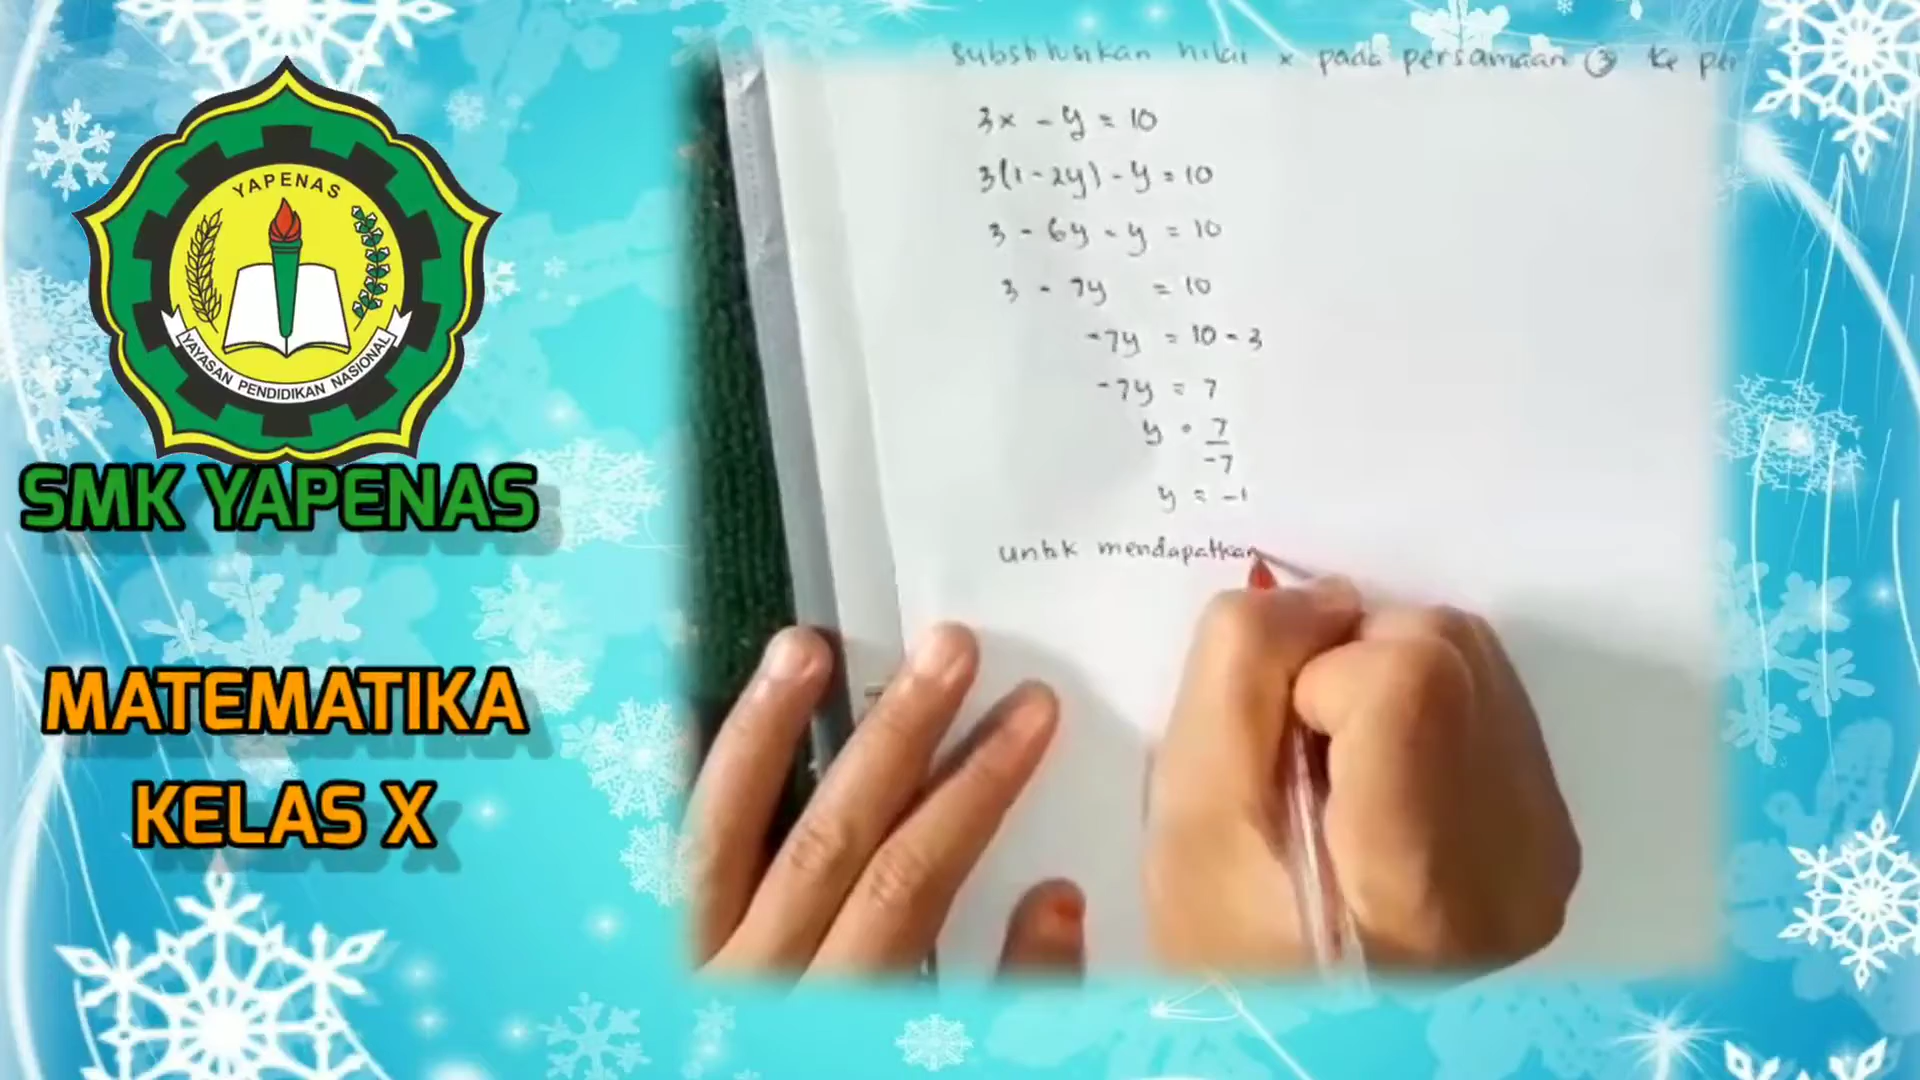 YAPENAS
YAYASAN PENDIDIKAN NASIONAL
SMK YAPENAS
MATEMATIKA
KELAS X
substitusikan nilai x pada persamaan ③ ke per
3x - y = 10
3(1 - 2y) - y = 10
3 - 6y - y = 10
3 - 7y = 10
-7y = 10 - 3
-7y = 7
y = 7/-7
y = -1
untuk mendapatkan